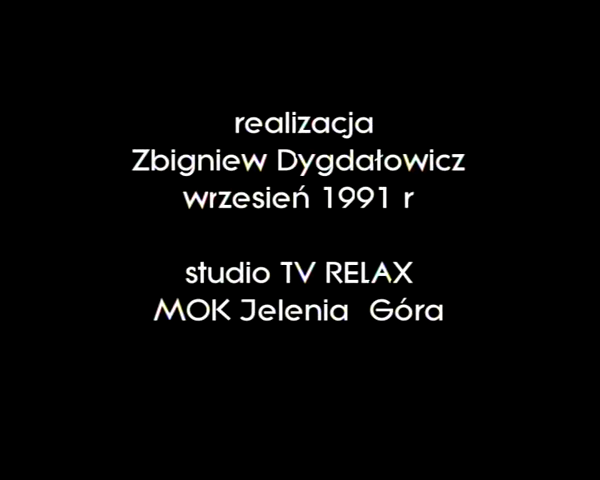 realizacja
Zbigniew Dygdałowicz
wrzesień 1991 r
studio TV RELAX
MOK Jelenia Góra